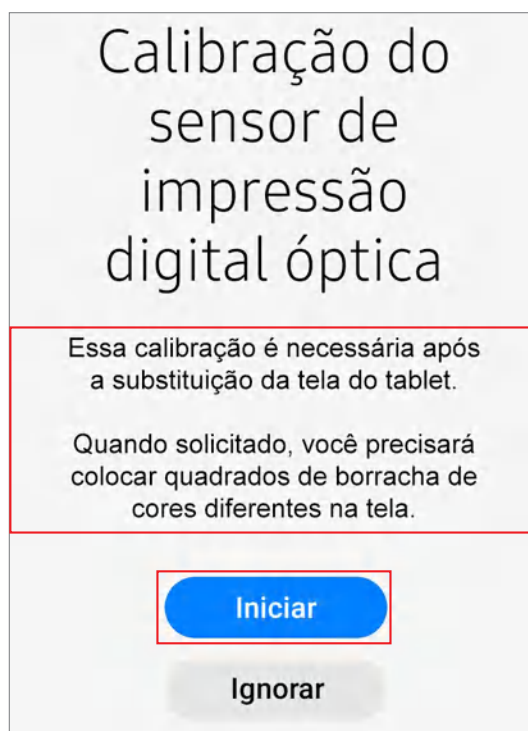 Calibração do
sensor de
impressão
digital óptica
Essa calibração é necessária após
a substituição da tela do tablet.
Quando solicitado, você precisará
colocar quadrados de borracha de
cores diferentes na tela.
Iniciar
Ignorar